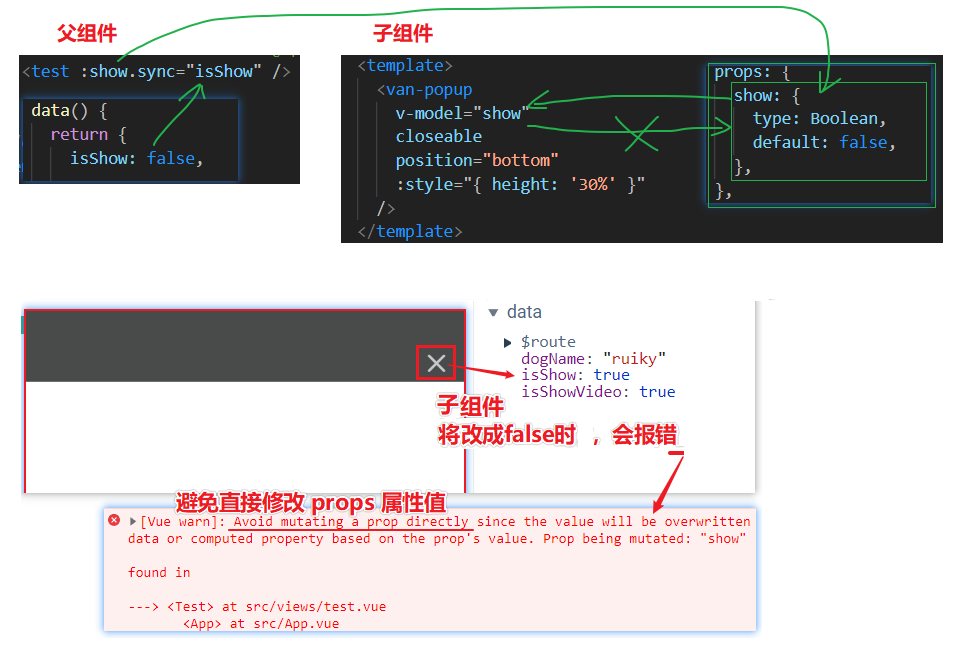 父组件
子组件
<test :show.sync="isShow" />
data() {
return {
isShow: false,
<template>
<van-popup
v-model="show"
closeable
position="bottom"
:style="{ height: '30%' }"
/>
</template>
props: {
show: {
type: Boolean,
default: false,
},
},
data
$route
dogName: "ruiky"
isShow: true
isShowVideo: true
子组件
将改成false时 ，会报错
避免直接修改 props 属性值
[Vue warn]: Avoid mutating a prop directly since the value will be overwritten
data or computed property based on the prop's value. Prop being mutated: "show"
found in
---> <Test> at src/views/test.vue
<App> at src/App.vue